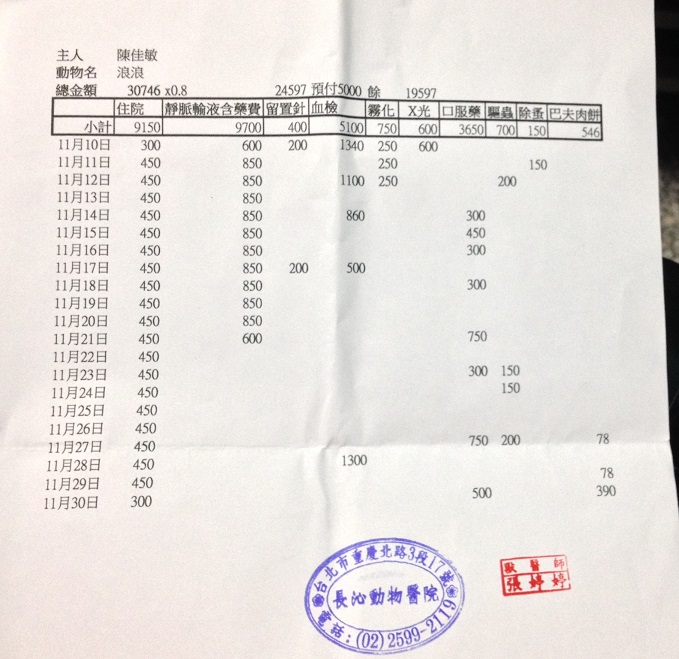 主人 陳佳敏
動物名 浪浪
總金額 30746 x0.8 24597 預付5000 餘 19597
住院 靜脈輸液含藥費 留置針 血檢 霧化 X光 口服藥 驅蟲 除蚤 巴夫肉餅
小計 9150 9700 400 5100 750 600 3650 700 150 546
11月10日 300 600 200 1340 250 600
11月11日 450 850 250 150
11月12日 450 850 1100 250 200
11月13日 450 850
11月14日 450 850 860 300
11月15日 450 850 450
11月16日 450 850 300
11月17日 450 850 200 500
11月18日 450 850 300
11月19日 450 850
11月20日 450 850
11月21日 450 600 750
11月22日 450
11月23日 450 300 150
11月24日 450 150
11月25日 450
11月26日 450
11月27日 450 750 200 78
11月28日 450 1300
11月29日 450 78
11月30日 300 500 390
台北市重慶北路3段17號
長沁動物醫院
電話：(02)2599-2119
獸醫師
張婷婷